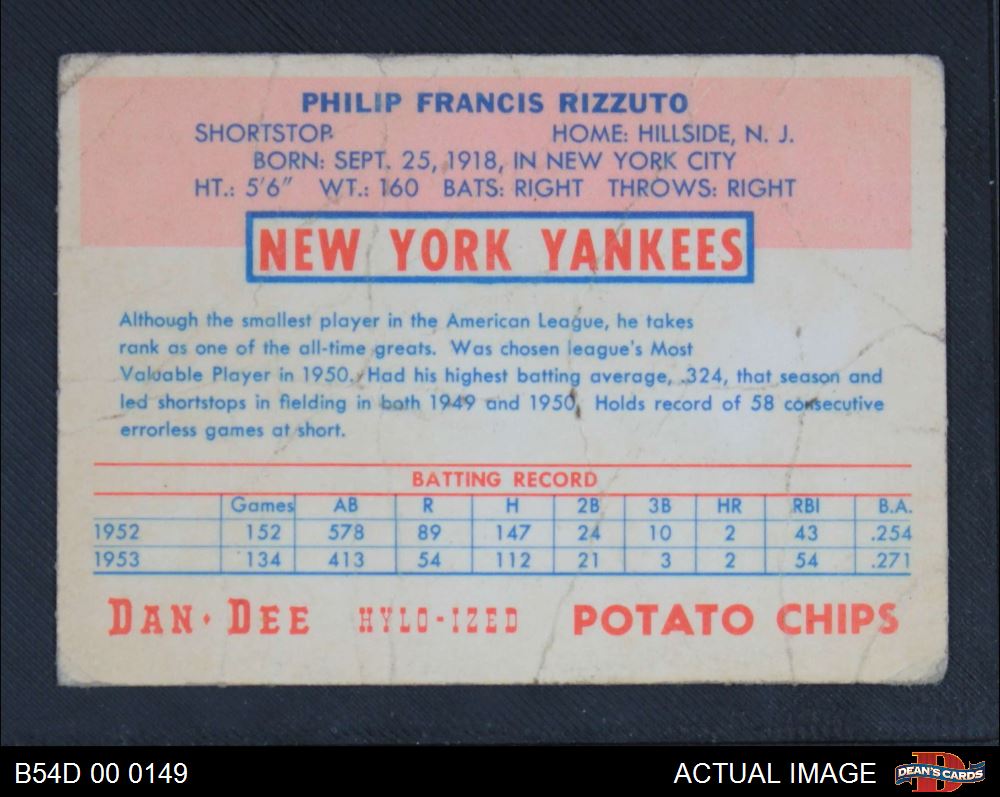 PHILIP FRANCIS RIZZUTO
SHORTSTOP HOME: HILLSIDE, N. J.
BORN: SEPT. 25, 1918, IN NEW YORK CITY
HT.: 5'6" WT.: 160 BATS: RIGHT THROWS: RIGHT
NEW YORK YANKEES
Although the smallest player in the American League, he takes
rank as one of the all-time greats. Was chosen league's Most
Valuable Player in 1950. Had his highest batting average, .324, that season and
led shortstops in fielding in both 1949 and 1950. Holds record of 58 consecutive
errorless games at short.
BATTING RECORD
Games AB R H 2B 3B HR RBI B.A.
1952 152 578 89 147 24 10 2 43 .254
1953 134 413 54 112 21 3 2 54 .271
DAN·DEE HYLO-IZED POTATO CHIPS
B54D 00 0149 ACTUAL IMAGE D DEAN'S CARDS